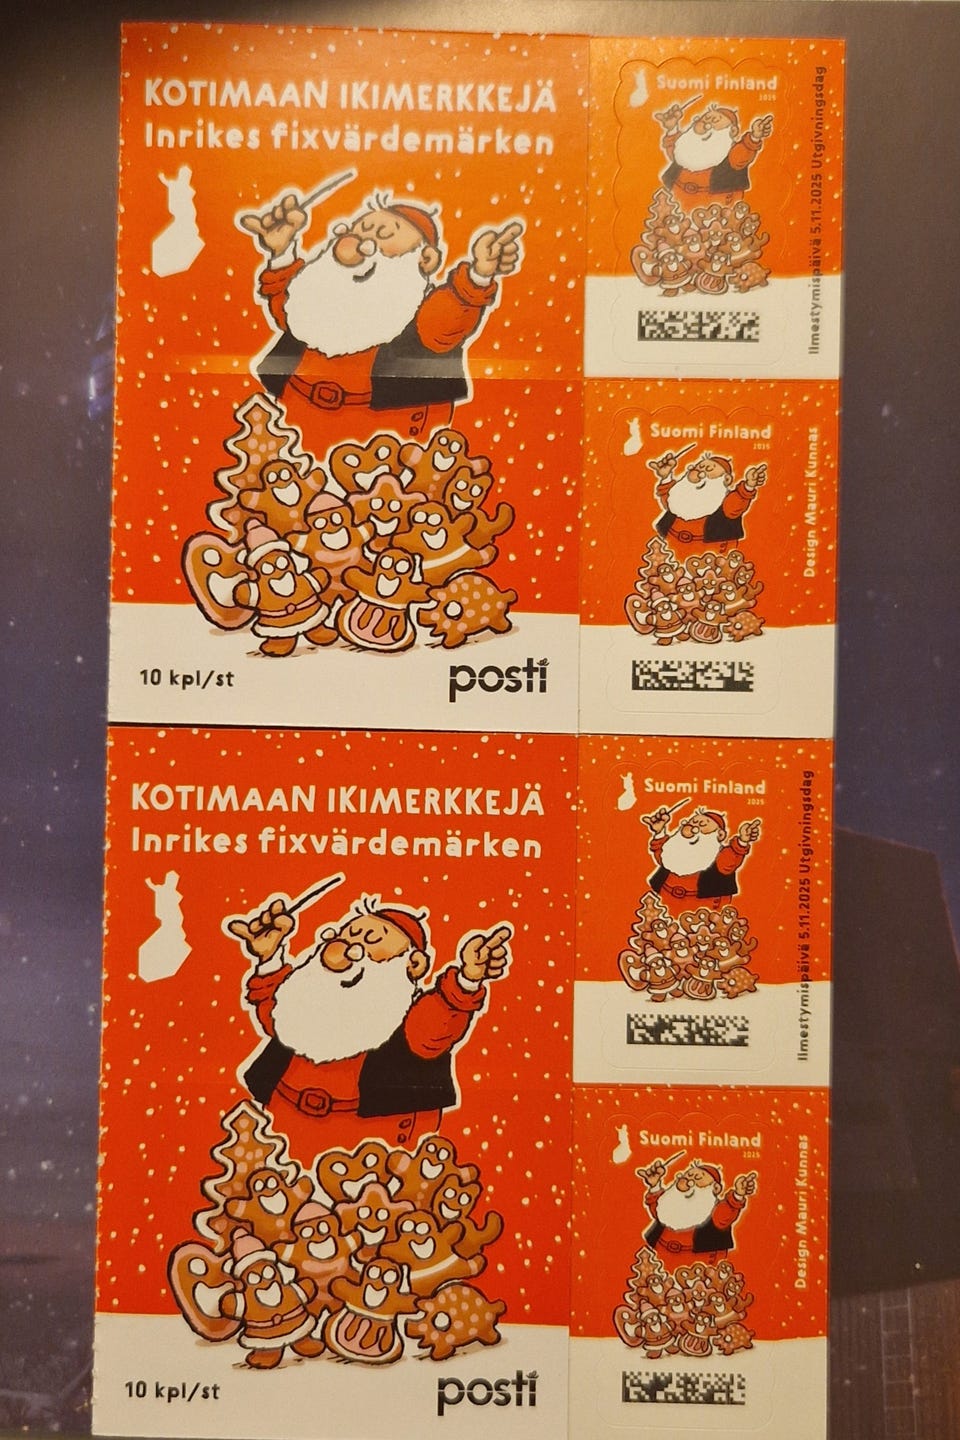 KOTIMAAN IKIMERKKEJÄ
Inrikes fixvärdemärken
10 kpl/st
posti
Suomi Finland
2025
Ilmestymispäivä 5.11.2025 Utgivningsdag
Suomi Finland
2025
Design Mauri Kunnas
KOTIMAAN IKIMERKKEJÄ
Inrikes fixvärdemärken
10 kpl/st
posti
Suomi Finland
2025
Ilmestymispäivä 5.11.2025 Utgivningsdag
Suomi Finland
2025
Design Mauri Kunnas